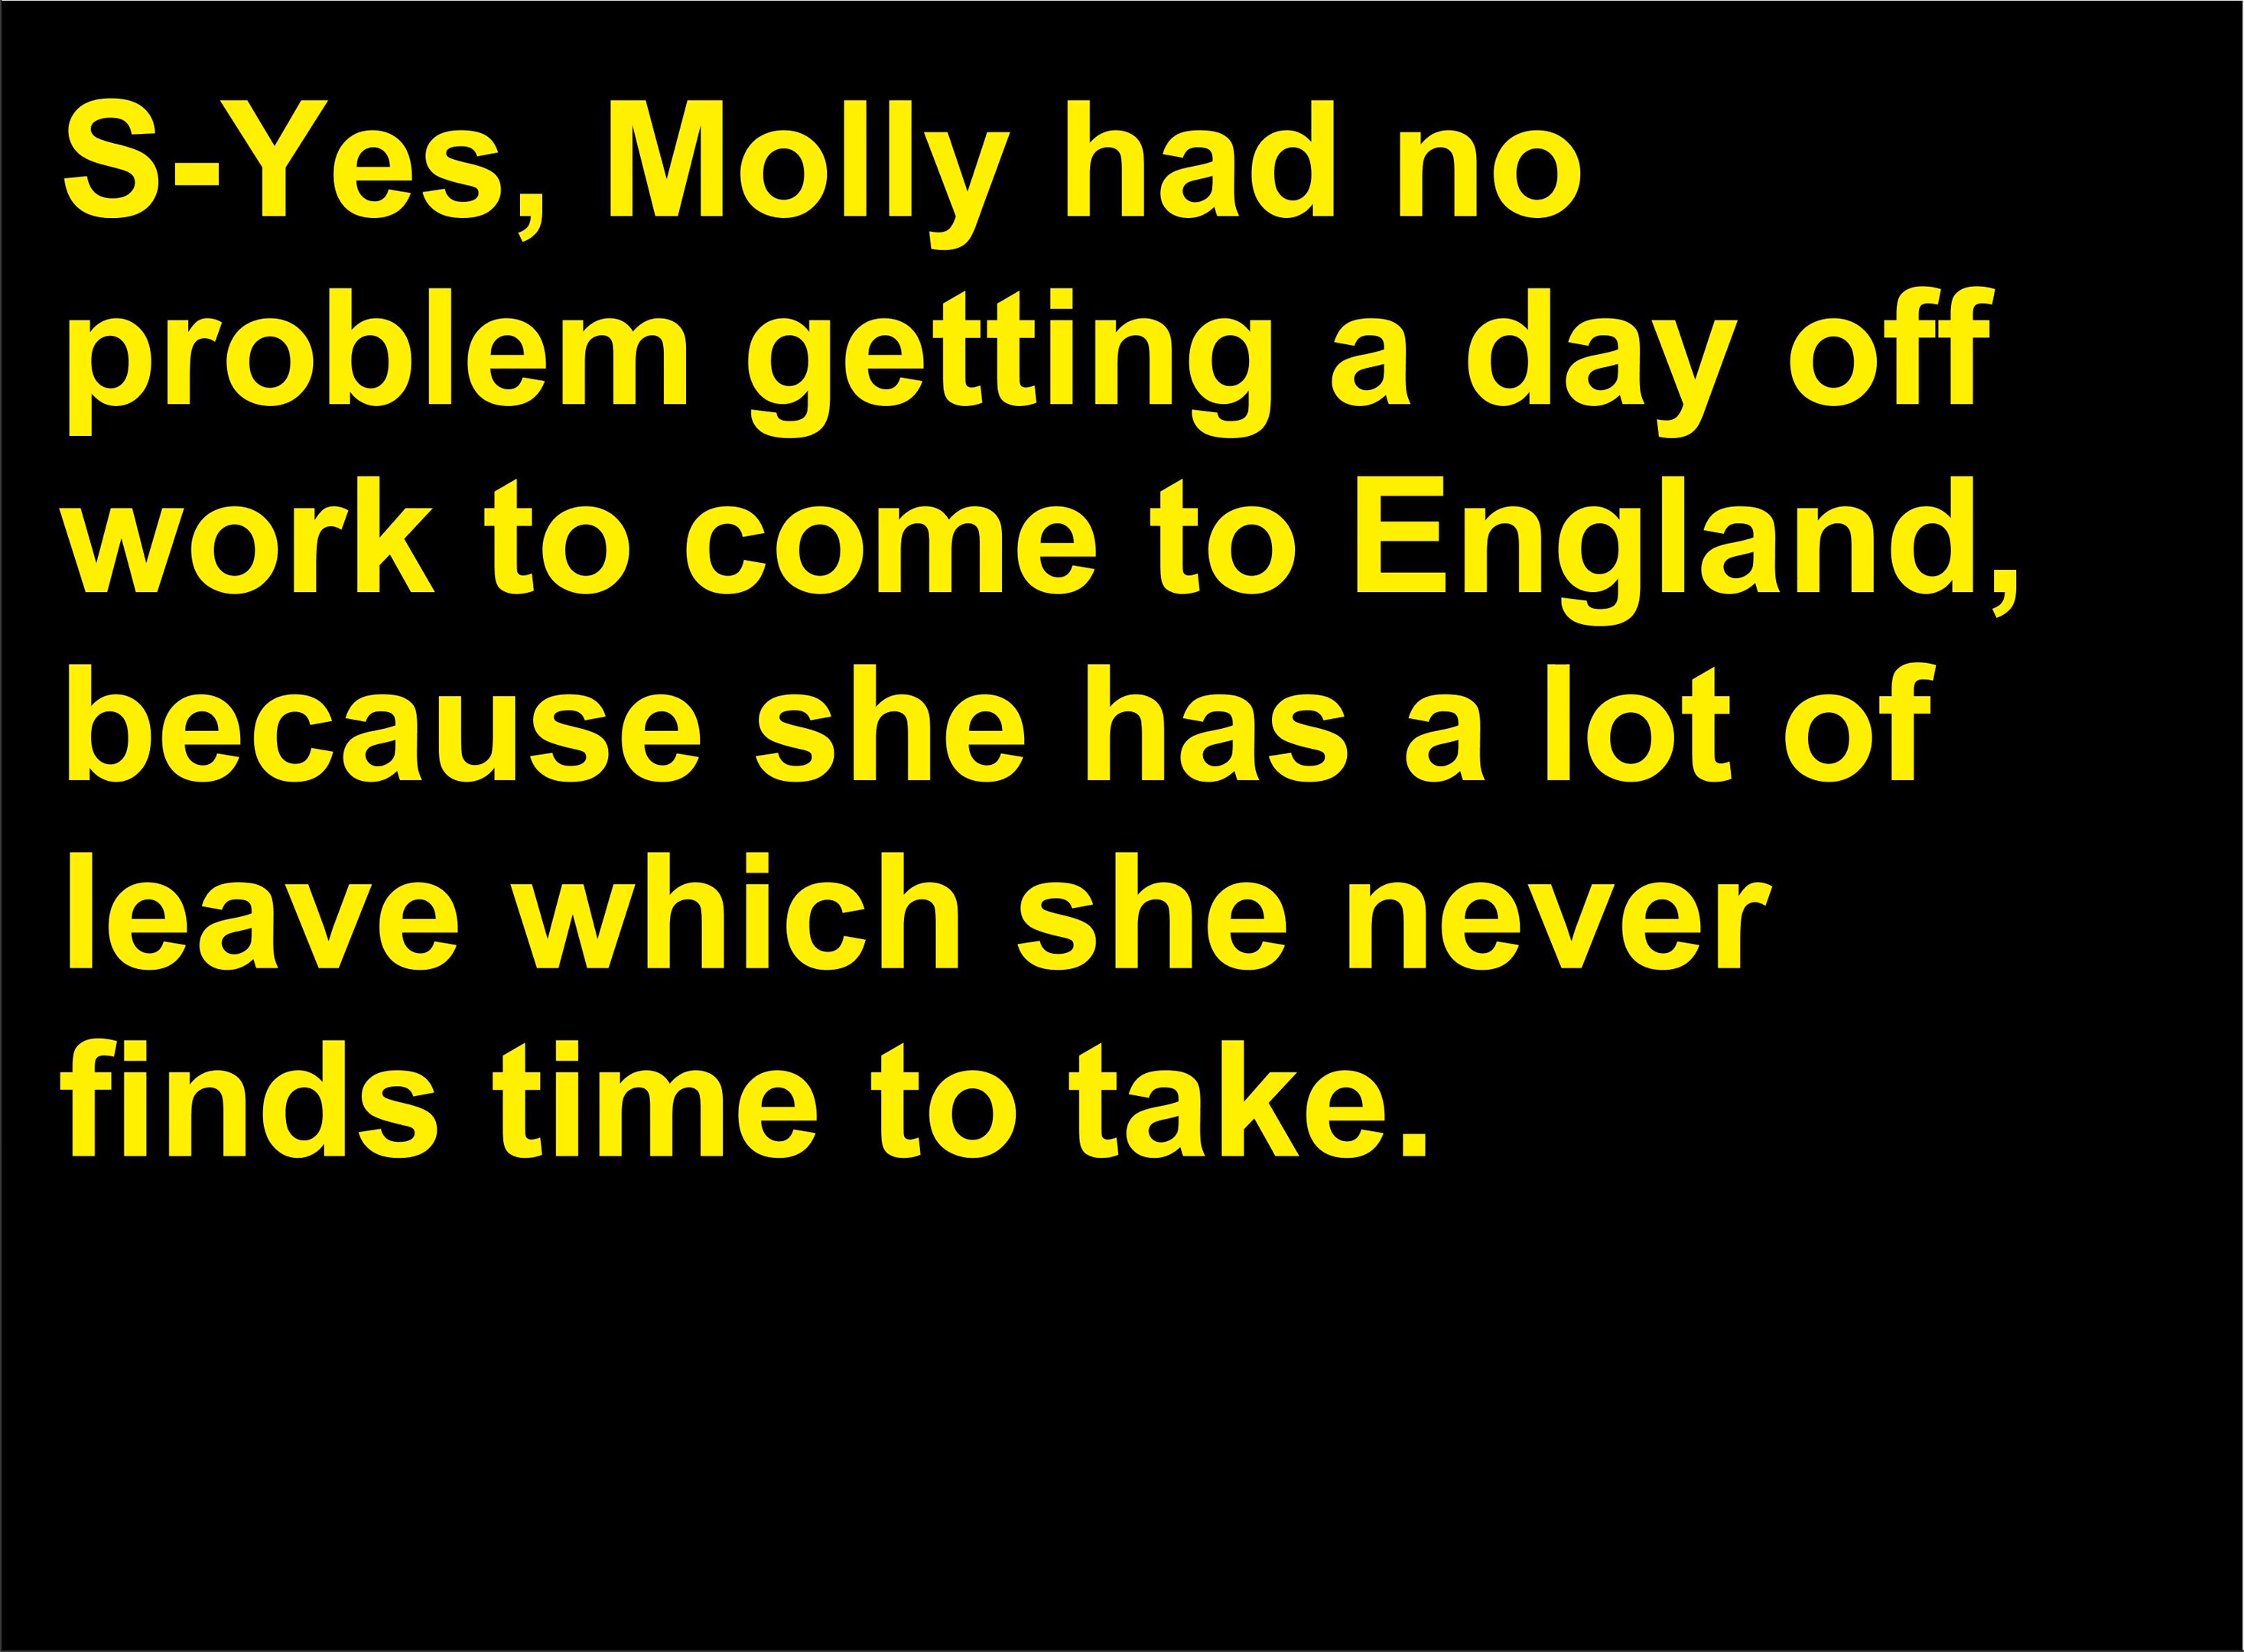 S-Yes, Molly had no
problem getting a day off
work to come to England,
because she has a lot of
leave which she never
finds time to take.